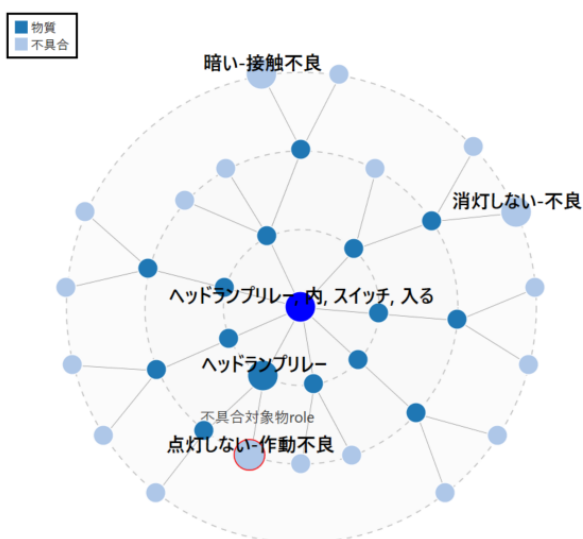 物質
不具合
暗い-接触不良
消灯しない-不良
ヘッドランプリレー, 内, スイッチ, 入る
ヘッドランプリレー
不具合対象物role
点灯しない-作動不良